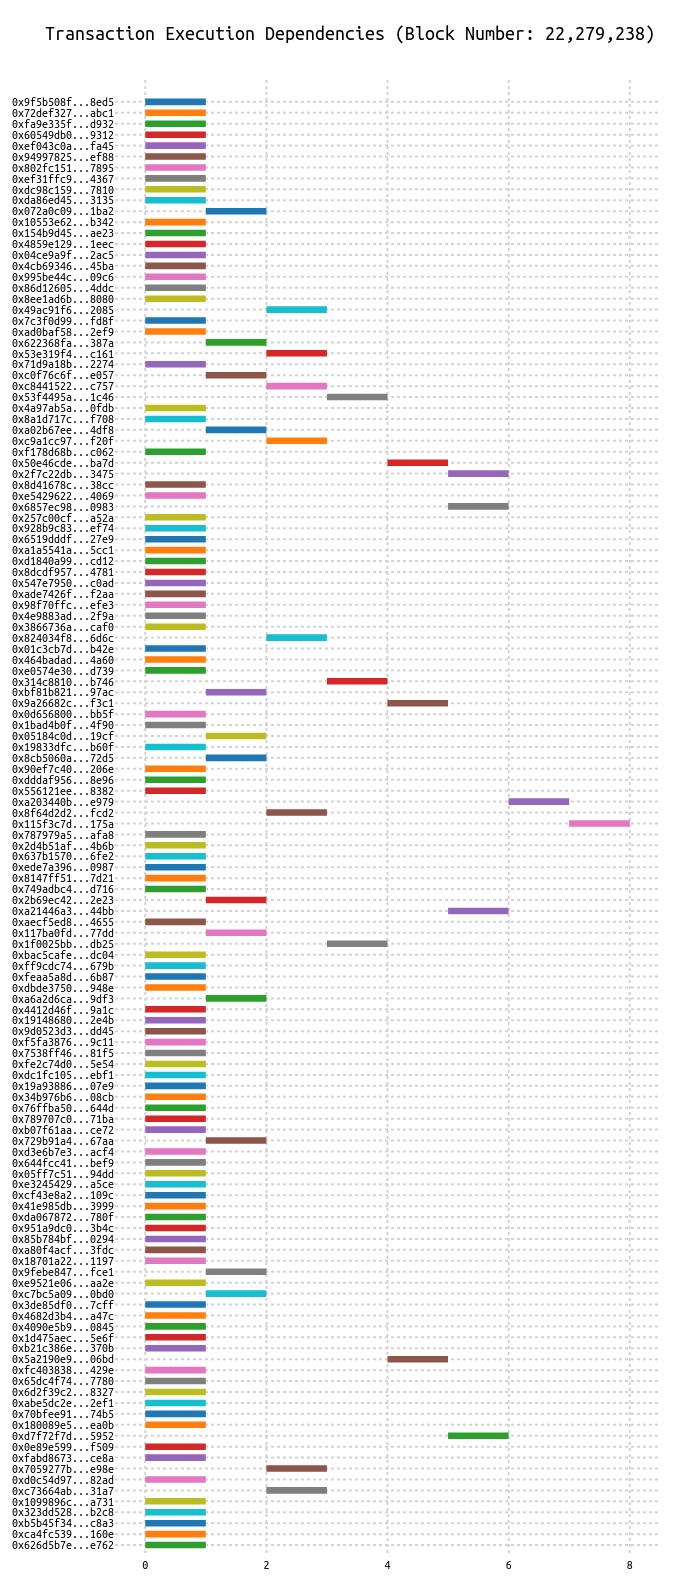 Transaction Execution Dependencies (Block Number: 22,279,238)
0x9f5b508f...8ed5
0x72def327...abc1
0xfa9e335f...d932
0x60549db0...9312
0xef043c0a...fa45
0x94997825...ef88
0x802fc151...7895
0xef31ffc9...4367
0xdc98c159...7810
0xda86ed45...3135
0x072a0c09...1ba2
0x10553e62...b342
0x154b9d45...ae23
0x4859e129...1eec
0x04ce9a9f...2ac5
0x4cb69346...45ba
0x995be44c...09c6
0x86d12605...4ddc
0x8ee1ad6b...8080
0x49ac91f6...2085
0x7c3f0d99...fd8f
0xad0baf58...2ef9
0x622368fa...387a
0x53e319f4...c161
0x71d9a18b...2274
0xc0f76c6f...e057
0xc8441522...c757
0x53f4495a...1c46
0x4a97ab5a...0fdb
0x8a1d717c...f708
0xa02b67ee...4df8
0xc9a1cc97...f20f
0xf178d68b...c062
0x50e46cde...ba7d
0x2f7c22db...3475
0x8d41678c...38cc
0xe5429622...4069
0x6857ec98...0983
0x257c00cf...a52a
0x928b9c83...ef74
0x6519dddf...27e9
0xa1a5541a...5cc1
0xd1840a99...cd12
0x8dcdf957...4781
0x547e7950...c0ad
0xade7426f...f2aa
0x98f70ffc...efe3
0x4e9883ad...2f9a
0x3866736a...caf0
0x824034f8...6d6c
0x01c3cb7d...b42e
0x464badad...4a60
0xe0574e30...d739
0x314c8810...b746
0xbf81b821...97ac
0x9a26682c...f3c1
0x0d656800...bb5f
0x1bad4b0f...4f90
0x05184c0d...19cf
0x19833dfc...b60f
0x8cb5060a...72d5
0x90ef7c40...206e
0xdddaf956...8e96
0x556121ee...8382
0xa203440b...e979
0x8f64d2d2...fcd2
0x115f3c7d...175a
0x787979a5...afa8
0x2d4b51af...4b6b
0x637b1570...6fe2
0xede7a396...0987
0x8147ff51...7d21
0x749adbc4...d716
0x2b69ec42...2e23
0xa21446a3...44bb
0xaecf5ed8...4655
0x117ba0fd...77dd
0x1f0025bb...db25
0xbac5cafe...dc04
0xff9cdc74...679b
0xfeaa5a8d...6b87
0xdbde3750...948e
0xa6a2d6ca...9df3
0x4412d46f...9a1c
0x19148680...2e4b
0x9d0523d3...dd45
0xf5fa3876...9c11
0x7538ff46...81f5
0xfe2c74d0...5e54
0xdc1fc105...ebf1
0x19a93886...07e9
0x34b976b6...08cb
0x76ffba50...644d
0x789707c0...71ba
0xb07f61aa...ce72
0x729b91a4...67aa
0xd3e6b7e3...acf4
0x644fcc41...bef9
0x05ff7c51...94dd
0xe3245429...a5ce
0xcf43e8a2...109c
0x41e985db...3999
0xda067872...780f
0x951a9dc0...3b4c
0x85b784bf...0294
0xa80f4acf...3fdc
0x18701a22...1197
0x9febe847...fce1
0xe9521e06...aa2e
0xc7bc5a09...0bd0
0x3de85df0...7cff
0x4682d3b4...a47c
0x4090e5b9...0845
0x1d475aec...5e6f
0xb21c386e...370b
0x5a2190e9...06bd
0xfc403838...429e
0x65dc4f74...7780
0x6d2f39c2...8327
0xabe5dc2e...2ef1
0x70bfee91...74b5
0x180089e5...ea0b
0xd7f72f7d...5952
0x0e89e599...f509
0xfabd8673...ce8a
0x7059277b...e98e
0xd0c54d97...82ad
0xc73664ab...31a7
0x1099896c...a731
0x323dd528...b2c8
0xb5b45f34...c8a3
0xca4fc539...160e
0x626d5b7e...e762
0 2 4 6 8